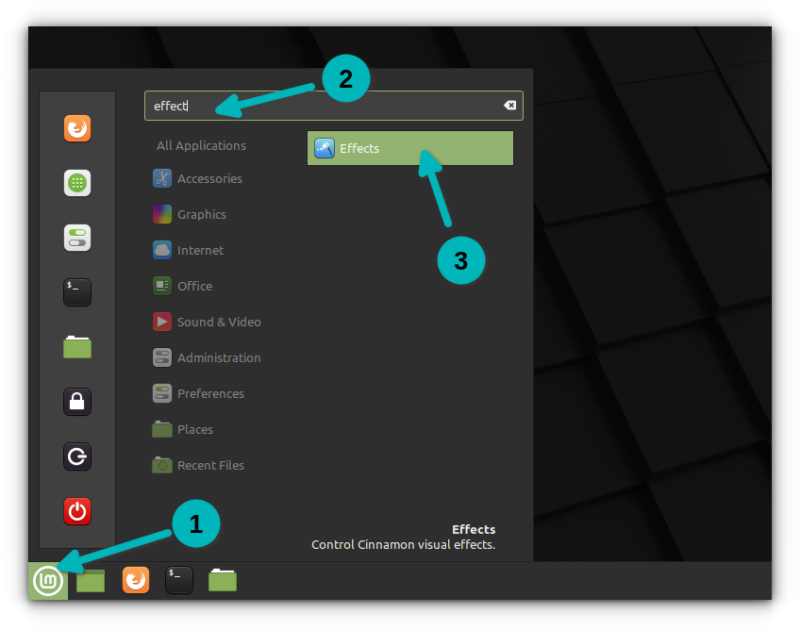 2
effect
All Applications
Effects
Accessories
Graphics
3
Internet
Office
$_
Sound & Video
Administration
Preferences
Places
Recent Files
1
Effects
Control Cinnamon visual effects.
LM
$_